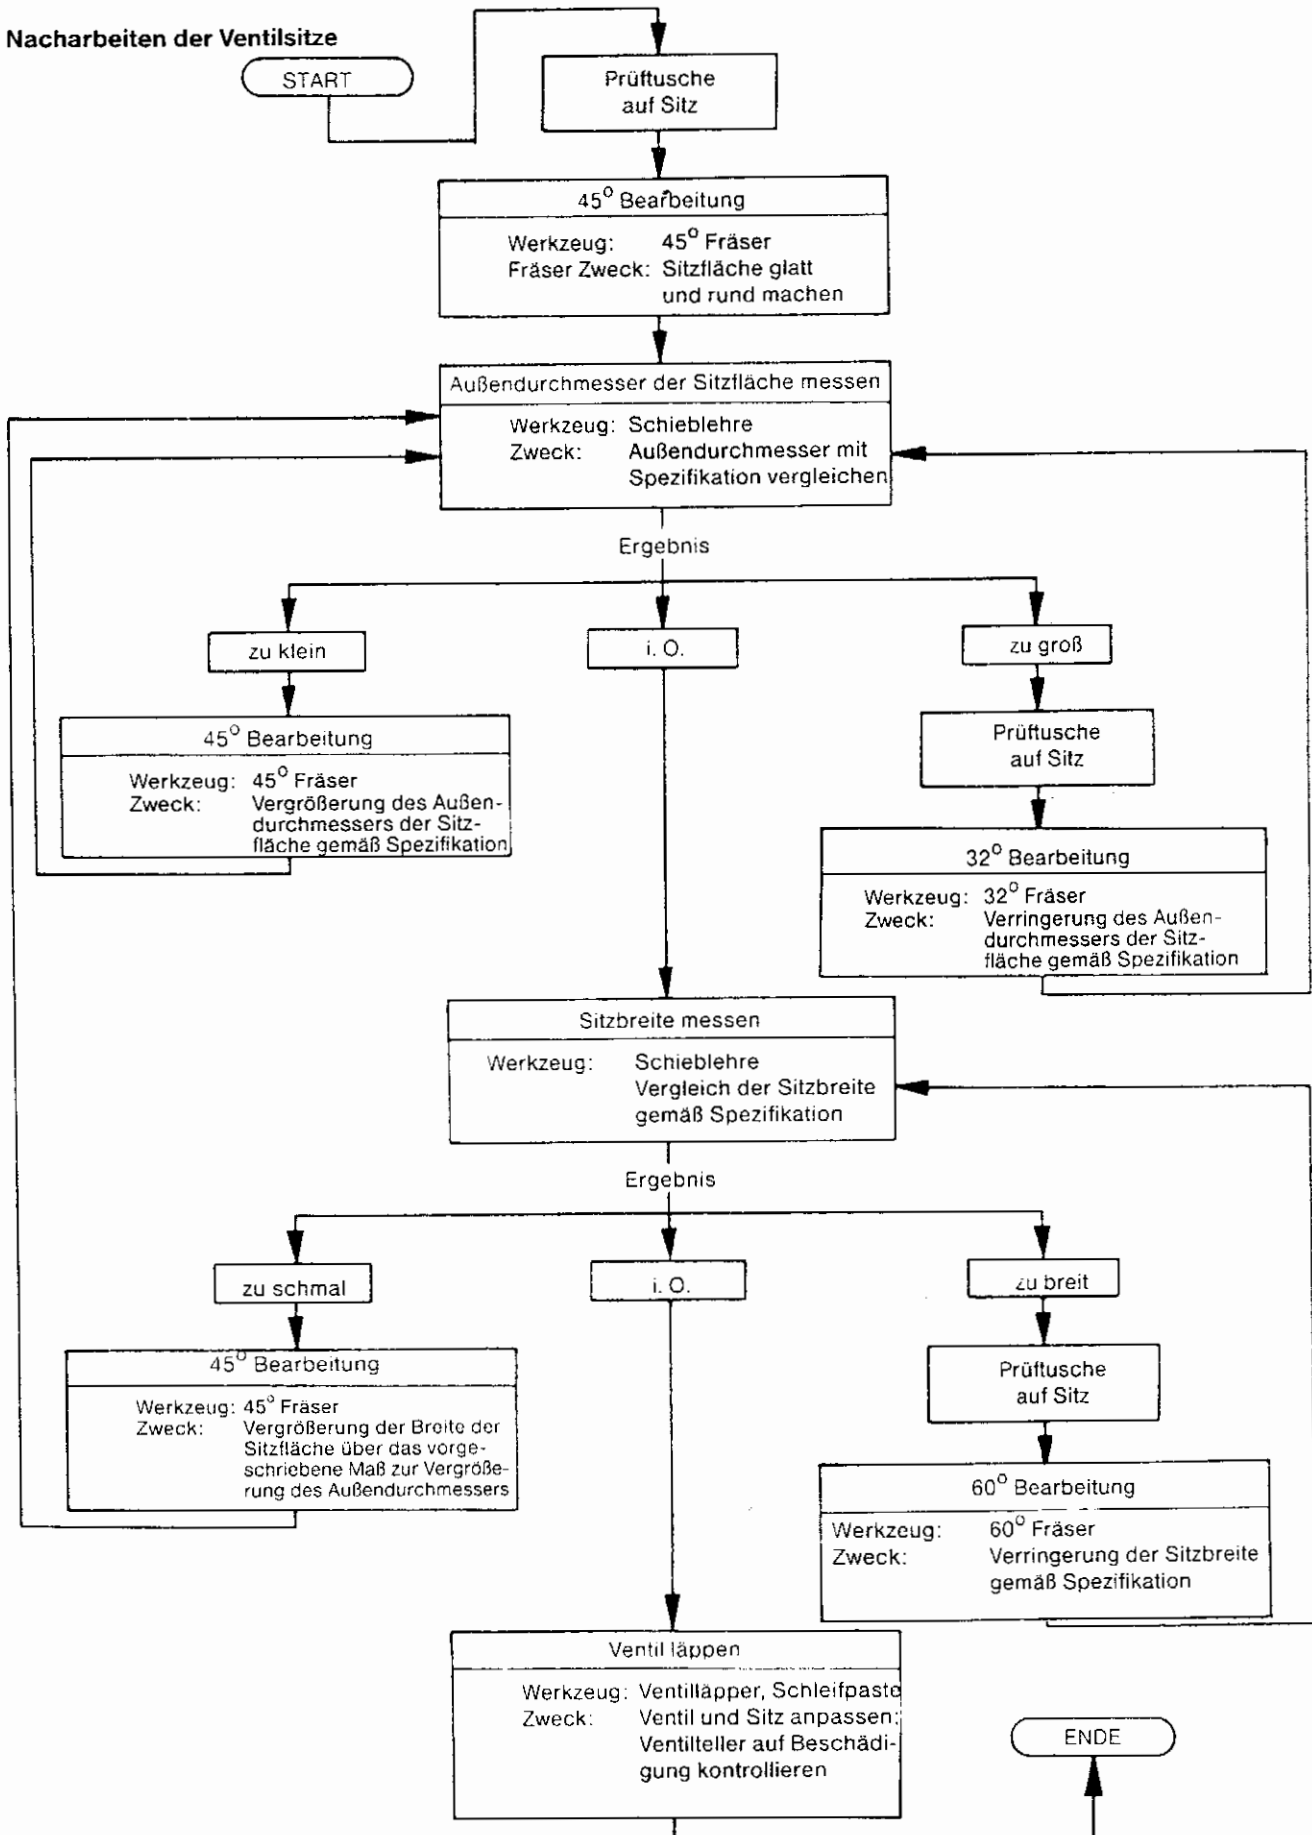 Nacharbeiten der Ventilsitze
START
Prüftusche
auf Sitz
45° Bearbeitung
Werkzeug: 45° Fräser
Fräser Zweck: Sitzfläche glatt
und rund machen
Außendurchmesser der Sitzfläche messen
Werkzeug: Schieblehre
Zweck: Außendurchmesser mit
Spezifikation vergleichen
Ergebnis
zu klein
i. O.
zu groß
45° Bearbeitung
Werkzeug: 45° Fräser
Zweck: Vergrößerung des Außen-
durchmessers der Sitz-
fläche gemäß Spezifikation
Prüftusche
auf Sitz
32° Bearbeitung
Werkzeug: 32° Fräser
Zweck: Verringerung des Außen-
durchmessers der Sitz-
fläche gemäß Spezifikation
Sitzbreite messen
Werkzeug: Schieblehre
Vergleich der Sitzbreite
gemäß Spezifikation
Ergebnis
zu schmal
i. O.
zu breit
45° Bearbeitung
Werkzeug: 45° Fräser
Zweck: Vergrößerung der Breite der
Sitzfläche über das vorge-
schriebene Maß zur Vergröße-
rung des Außendurchmessers
Prüftusche
auf Sitz
60° Bearbeitung
Werkzeug: 60° Fräser
Zweck: Verringerung der Sitzbreite
gemäß Spezifikation
Ventil läppen
Werkzeug: Ventilläpper, Schleifpaste
Zweck: Ventil und Sitz anpassen;
Ventilteller auf Beschädi-
gung kontrollieren
ENDE